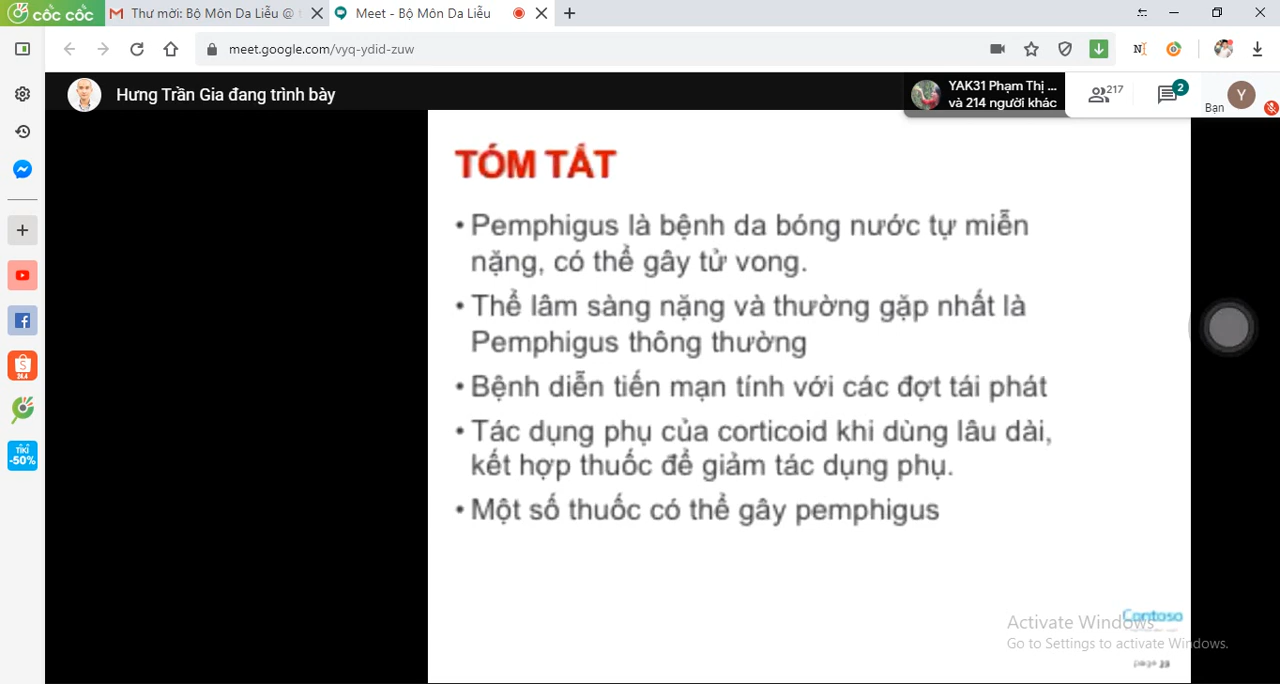 cốc cốc
Thư mời: Bộ Môn Da Liễu @
Meet - Bộ Môn Da Liễu
meet.google.com/vyq-ydid-zuw
Hưng Trần Gia đang trình bày
YAK31 Phạm Thị ...
và 214 người khác
217
2
Bạn
Y
TÓM TẮT
• Pemphigus là bệnh da bóng nước tự miễn
nặng, có thể gây tử vong.
• Thể lâm sàng nặng và thường gặp nhất là
Pemphigus thông thường
• Bệnh diễn tiến mạn tính với các đợt tái phát
• Tác dụng phụ của corticoid khi dùng lâu dài,
kết hợp thuốc để giảm tác dụng phụ.
• Một số thuốc có thể gây pemphigus
TIKI
-50%
Contoso
Activate Windows
Go to Settings to activate Windows.